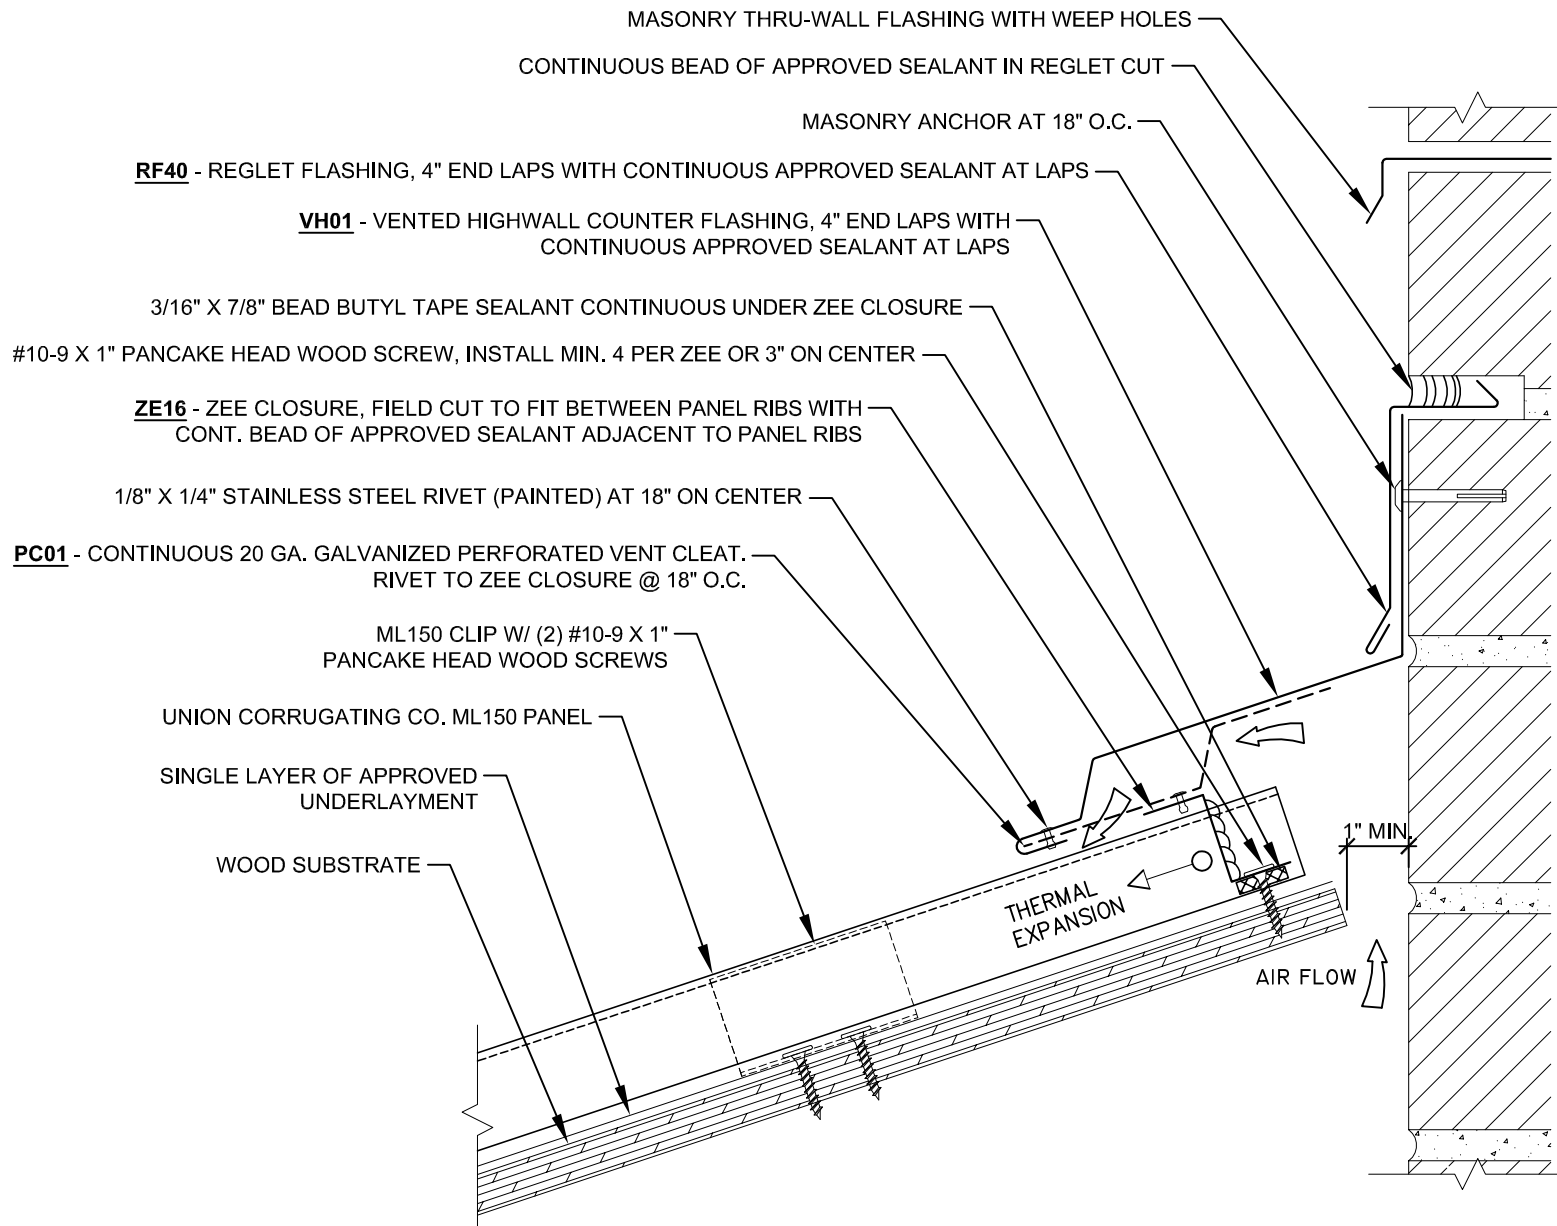 MASONRY THRU-WALL FLASHING WITH WEEP HOLES
CONTINUOUS BEAD OF APPROVED SEALANT IN REGLET CUT
MASONRY ANCHOR AT 18" O.C.
RF40 - REGLET FLASHING, 4" END LAPS WITH CONTINUOUS APPROVED SEALANT AT LAPS
VH01 - VENTED HIGHWALL COUNTER FLASHING, 4" END LAPS WITH
CONTINUOUS APPROVED SEALANT AT LAPS
3/16" X 7/8" BEAD BUTYL TAPE SEALANT CONTINUOUS UNDER ZEE CLOSURE
#10-9 X 1" PANCAKE HEAD WOOD SCREW, INSTALL MIN. 4 PER ZEE OR 3" ON CENTER
ZE16 - ZEE CLOSURE, FIELD CUT TO FIT BETWEEN PANEL RIBS WITH
CONT. BEAD OF APPROVED SEALANT ADJACENT TO PANEL RIBS
1/8" X 1/4" STAINLESS STEEL RIVET (PAINTED) AT 18" ON CENTER
PC01 - CONTINUOUS 20 GA. GALVANIZED PERFORATED VENT CLEAT.
RIVET TO ZEE CLOSURE @ 18" O.C.
ML150 CLIP W/ (2) #10-9 X 1"
PANCAKE HEAD WOOD SCREWS
UNION CORRUGATING CO. ML150 PANEL
SINGLE LAYER OF APPROVED
UNDERLAYMENT
WOOD SUBSTRATE
1" MIN.
THERMAL
EXPANSION
AIR FLOW